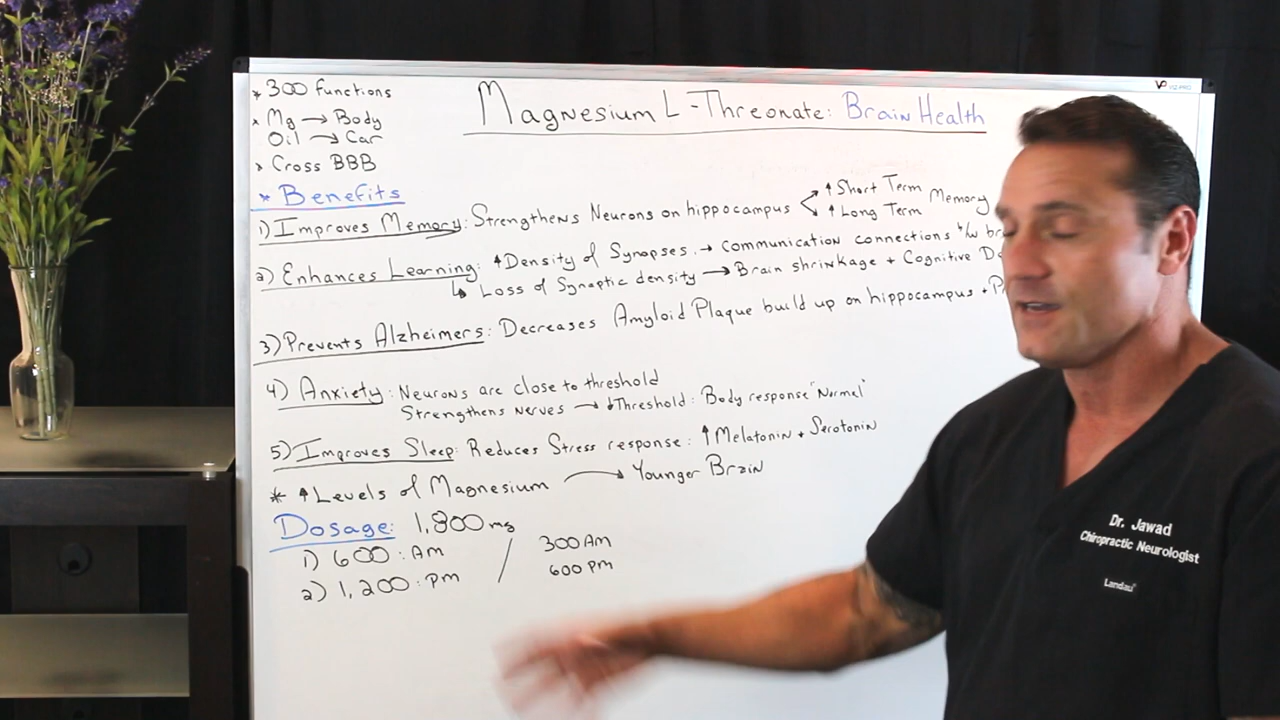 * 300 Functions
* Mg → Body
Oil → Car
* Cross BBB
Magnesium L-Threonate: Brain Health
* Benefits
1) Improves Memory: Strengthens Neurons on hippocampus < ↑ Short Term
↑ Long Term Memory
2) Enhances Learning: ↑ Density of Synapses. → Communication connections b/w
↳ Loss of Synaptic density → Brain shrinkage + Cognitive
3) Prevents Alzheimers: Decreases Amyloid Plaque build up on hippocampus +
4) Anxiety: Neurons are close to threshold
Strengthens nerves → ↓Threshold: Body response "Normal"
5) Improves Sleep: Reduces Stress response: ↑ Melatonin + Serotonin
* ↑ Levels of Magnesium → Younger Brain
Dosage: 1,800 mg
1) 600: Am / 300 Am
2) 1,200: pm 600 pm
Dr. Jawad
Chiropractic Neurologist
Landau